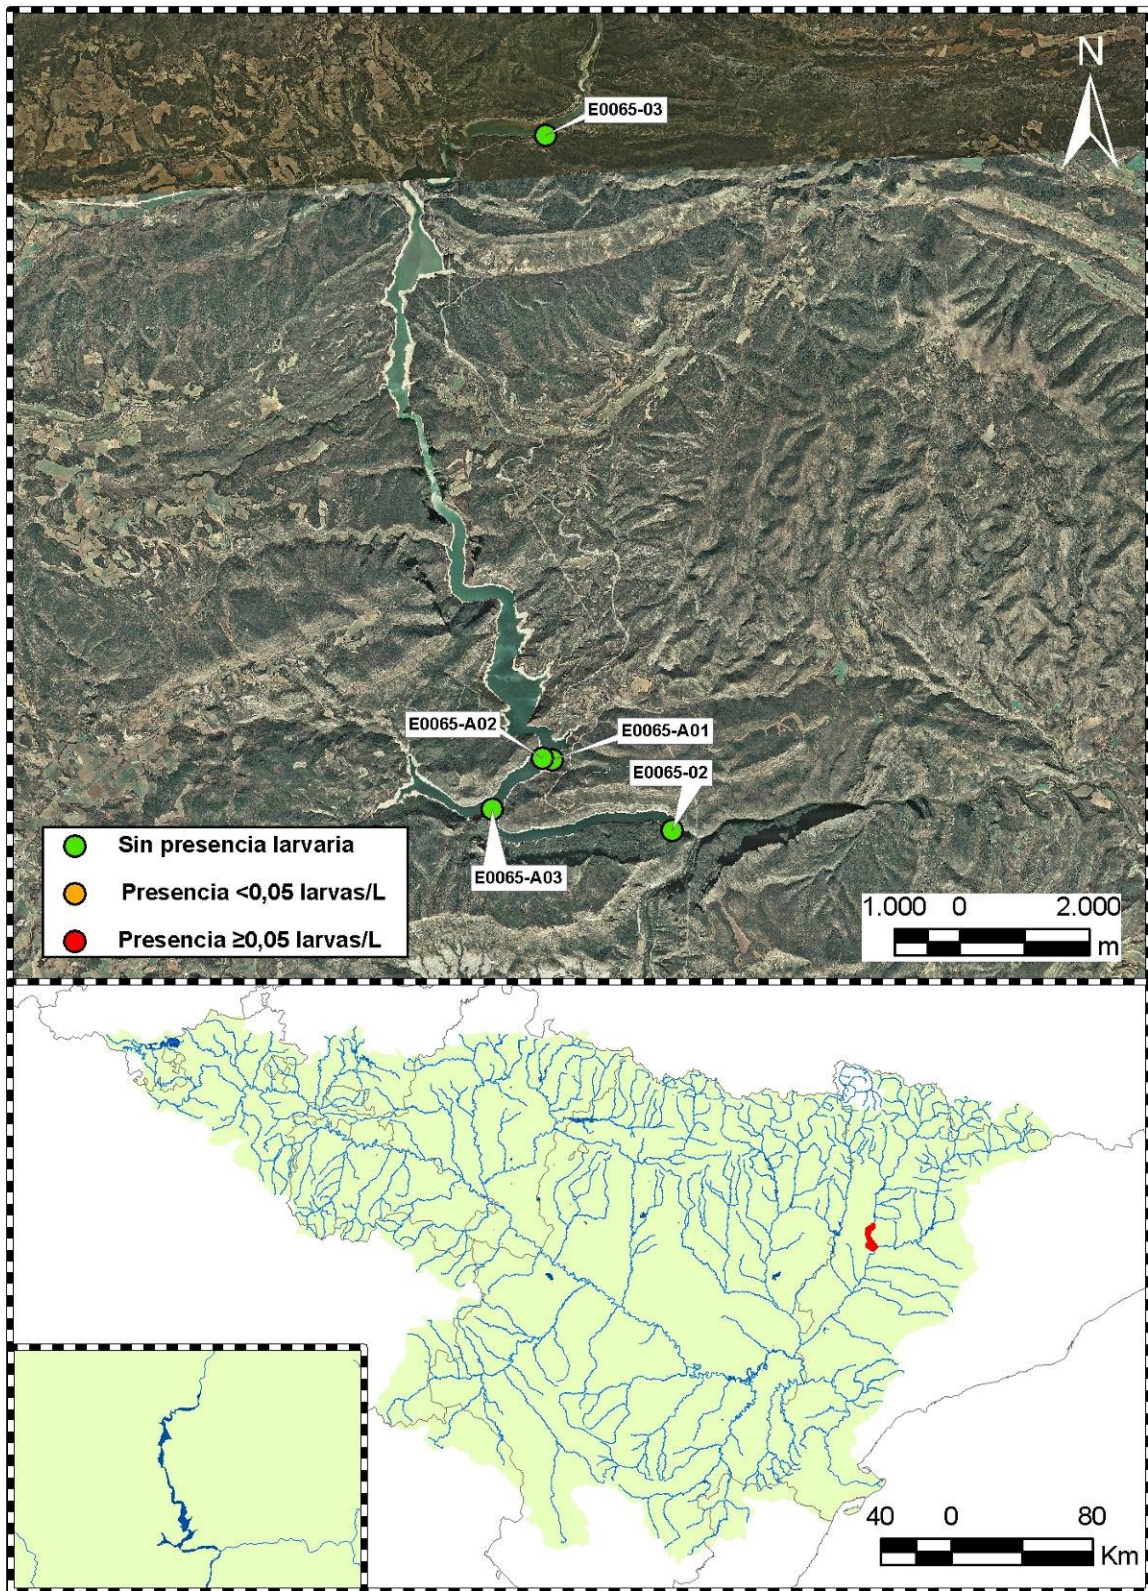 N
E0065-03
E0065-A02
E0065-A01
E0065-02
E0065-A03
Sin presencia larvaria
Presencia <0,05 larvas/L
Presencia ≥0,05 larvas/L
1.000 0 2.000
m
40 0 80
Km